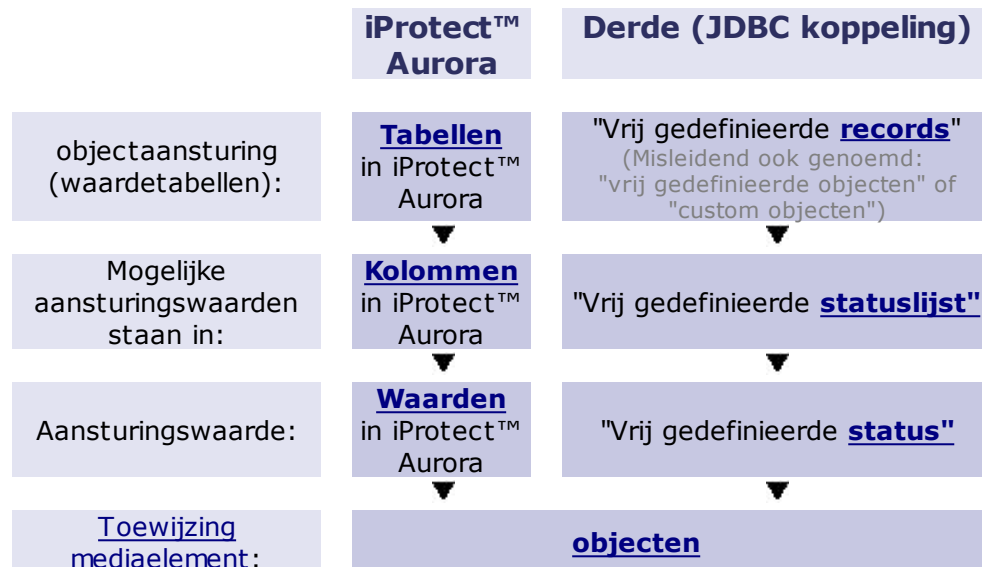 iProtect™
Aurora
Derde (JDBC koppeling)
objectaansturing
(waardetabellen):
Tabellen
in iProtect™
Aurora
"Vrij gedefinieerde records"
(Misleidend ook genoemd:
"vrij gedefinieerde objecten" of
"custom objecten")
Mogelijke
aansturingswaarden
staan in:
Kolommen
in iProtect™
Aurora
"Vrij gedefinieerde statuslijst"
Aansturingswaarde:
Waarden
in iProtect™
Aurora
"Vrij gedefinieerde status"
Toewijzing
mediaelement:
objecten